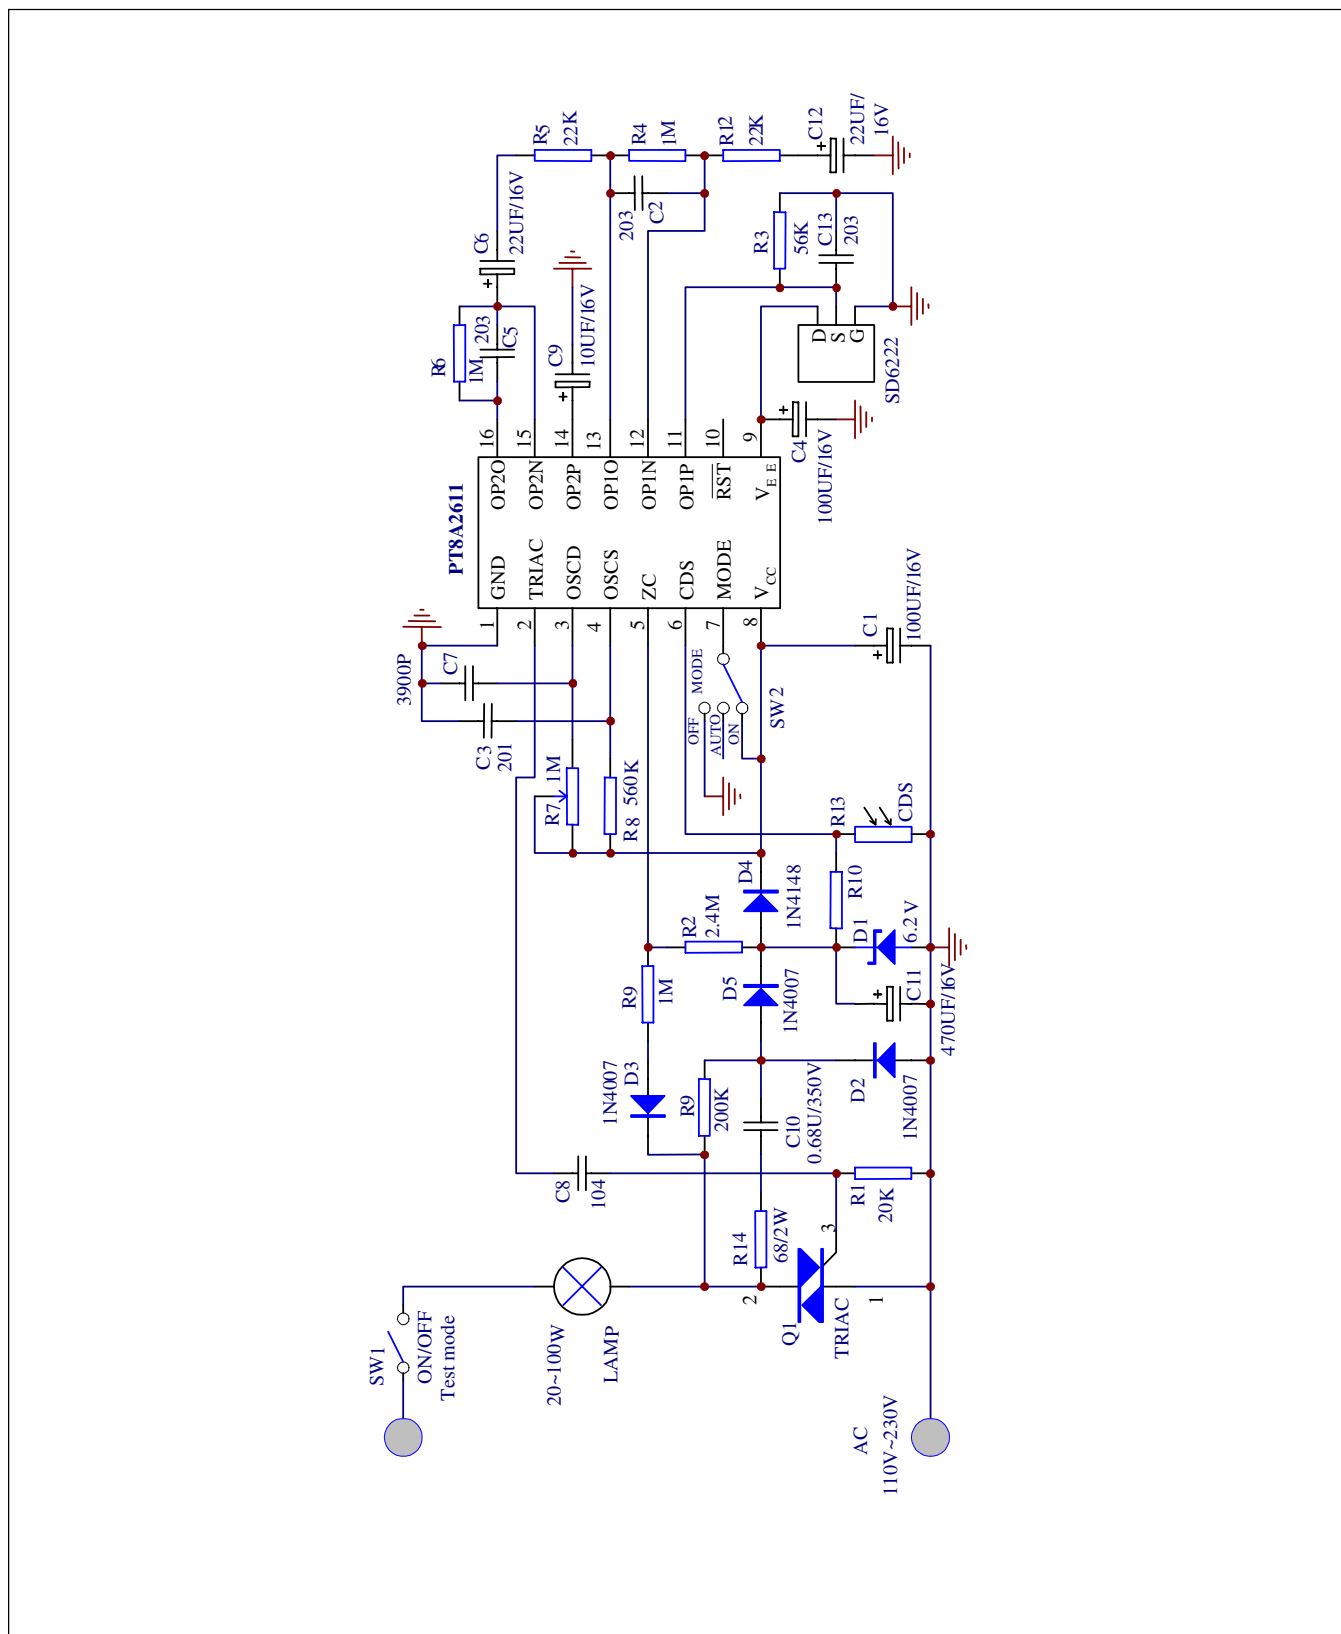 SW1
ON/OFF
Test mode
20~100W
LAMP
AC
110V~230V
Q1
TRIAC
1
2
3
R14
68/2W
R1
20K
C8
104
1N4007
D3
R9
1M
R9
200K
C10
0.68U/350V
D2
1N4007
D5
1N4007
R2
2.4M
D4
1N4148
C11
470UF/16V
D1
6.2V
R10
R13
CDS
R7
1M
R8 560K
C3
201
C7
3900P
MODE
OFF
AUTO
ON
SW2
C1
100UF/16V
PT8A2611
1
GND
2
TRIAC
3
OSCD
4
OSCS
5
ZC
6
CDS
7
MODE
8
VCC
16
OP2O
15
OP2N
14
OP2P
13
OP1O
12
OP1N
11
OP1P
10
RST
9
VEE
R6
1M
203
C5
C6
22UF/16V
C9
10UF/16V
R5
22K
R4
1M
203
C2
R12
22K
C12
22UF/
16V
R3
56K
C13
203
D
S
G
SD6222
C4
100UF/16V